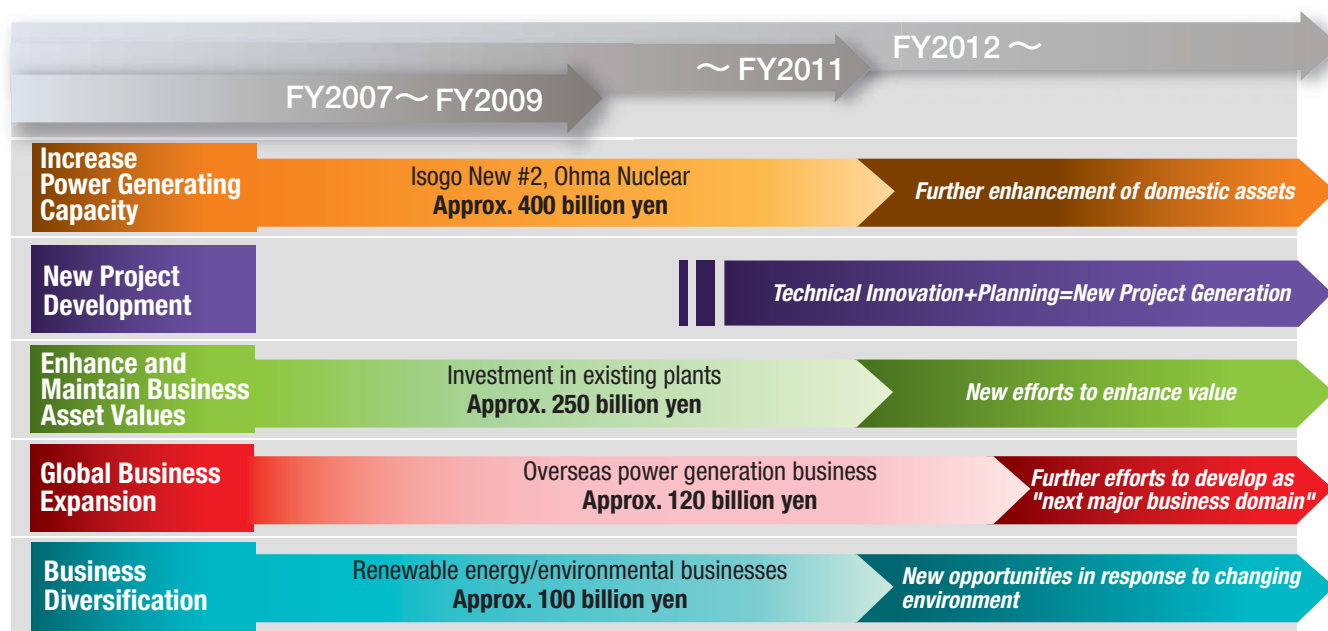 FY2007～FY2009
～FY2011
FY2012～
Increase
Power Generating
Capacity
Isogo New #2, Ohma Nuclear
Approx. 400 billion yen
Further enhancement of domestic assets
New Project
Development
Technical Innovation+Planning=New Project Generation
Enhance and
Maintain Business
Asset Values
Investment in existing plants
Approx. 250 billion yen
New efforts to enhance value
Global Business
Expansion
Overseas power generation business
Approx. 120 billion yen
Further efforts to develop as
"next major business domain"
Business
Diversification
Renewable energy/environmental businesses
Approx. 100 billion yen
New opportunities in response to changing
environment